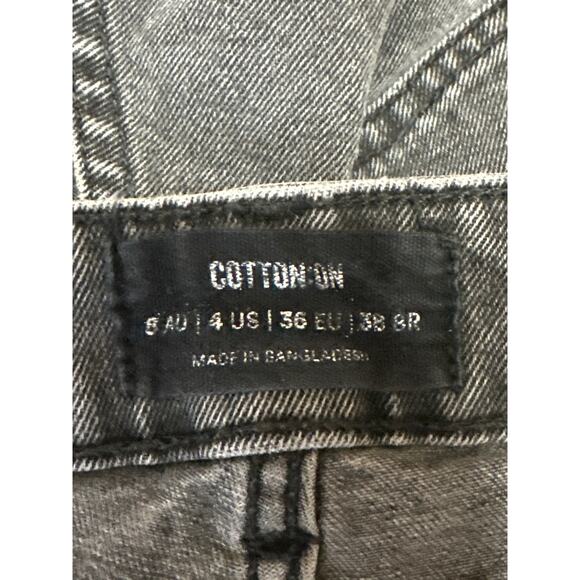 COTTON:ON
8 AU | 4 US | 36 EU | 38 BR
MADE IN BANGLADESH